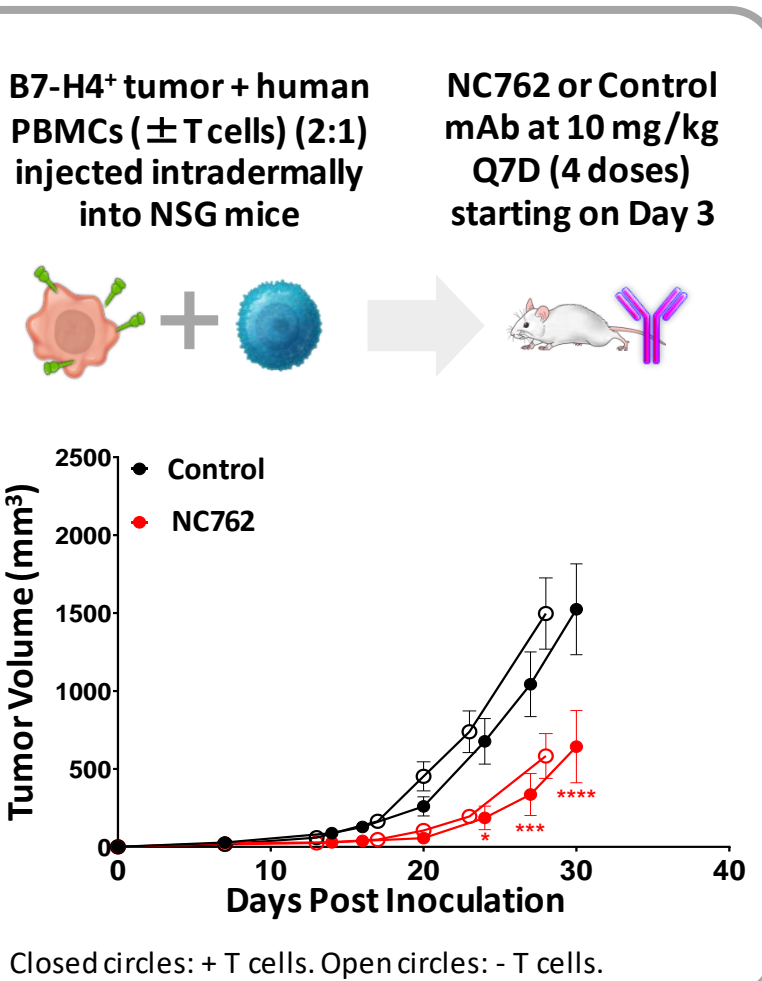 B7-H4⁺ tumor + human
PBMCs (±T cells) (2:1)
injected intradermally
into NSG mice
NC762 or Control
mAb at 10 mg/kg
Q7D (4 doses)
starting on Day 3
Tumor Volume (mm³)
2500
2000
1500
1000
500
0
Control
NC762
*
***
****
0
10
20
30
40
Days Post Inoculation
Closed circles: + T cells. Open circles: - T cells.